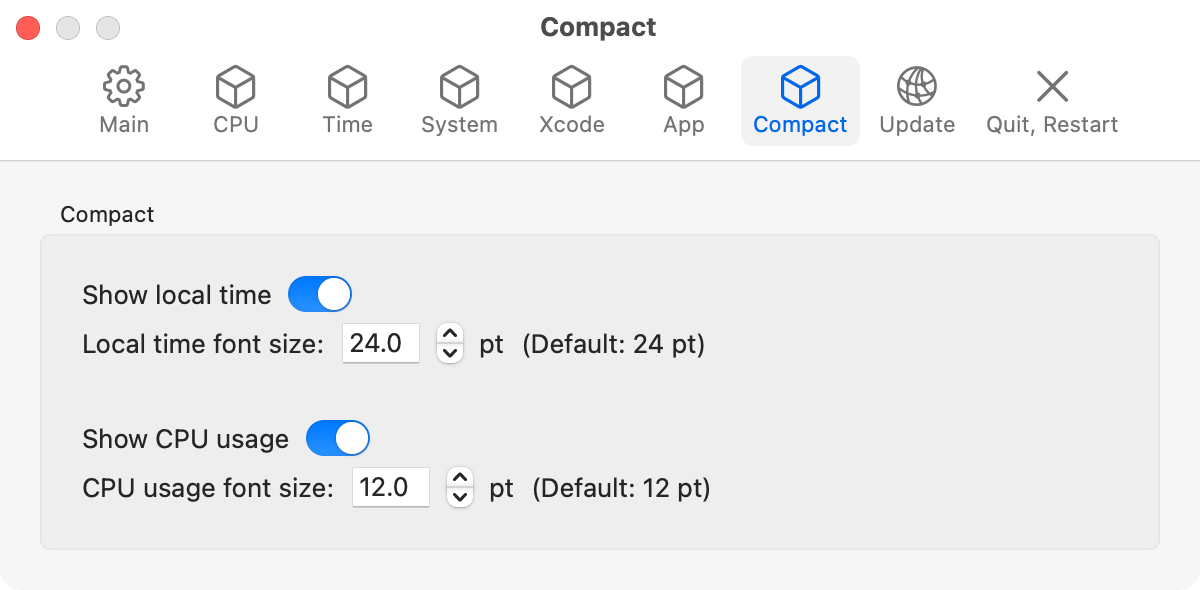 Compact
Main CPU Time System Xcode App Compact Update Quit, Restart
Compact
Show local time
Local time font size: 24.0 pt (Default: 24 pt)
Show CPU usage
CPU usage font size: 12.0 pt (Default: 12 pt)